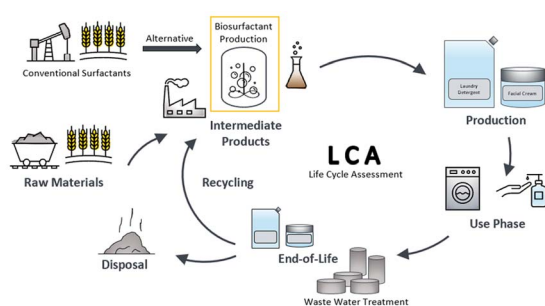 Biosurfactant
Production
Alternative
Conventional Surfactants
Laundry
Detergent
Facial Cream
Intermediate
Products
Production
LCA
Life Cycle Assessment
Raw Materials
Recycling
Use Phase
End-of-Life
Disposal
Waste Water Treatment